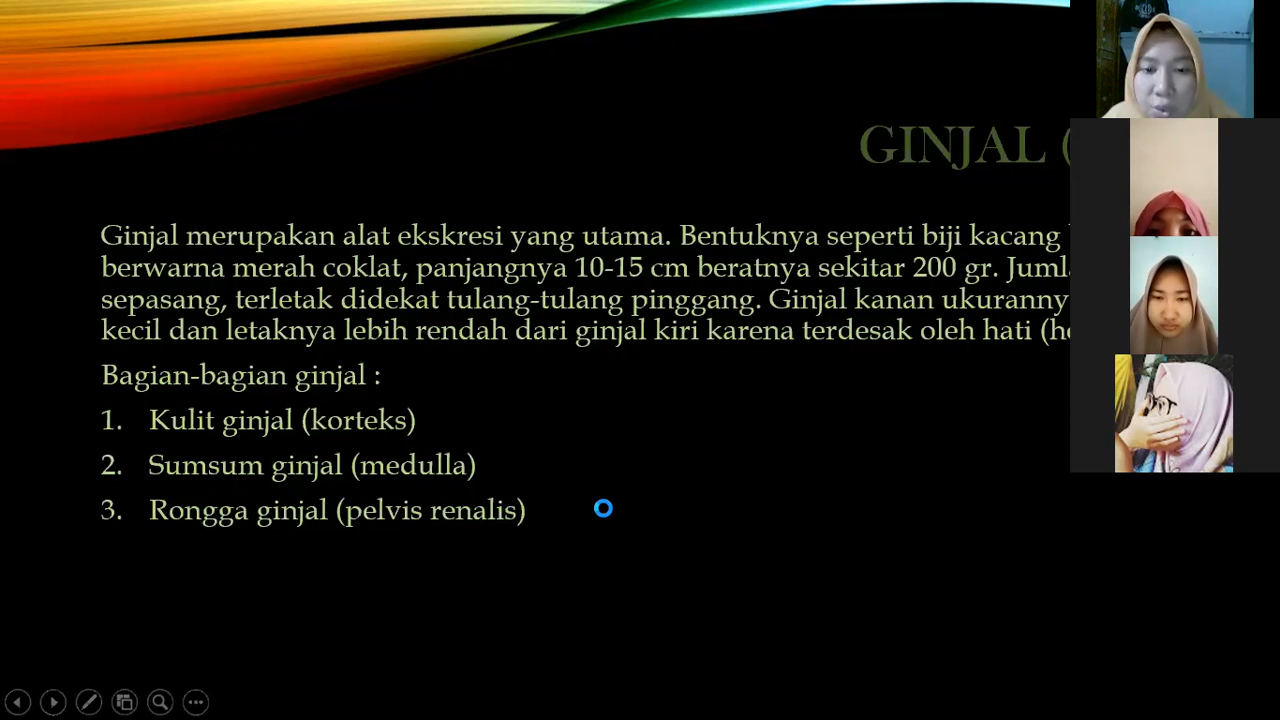 GINJAL (
Ginjal merupakan alat ekskresi yang utama. Bentuknya seperti biji kacang
berwarna merah coklat, panjangnya 10-15 cm beratnya sekitar 200 gr.
sepasang, terletak didekat tulang-tulang pinggang. Ginjal kanan
kecil dan letaknya lebih rendah dari ginjal kiri karena terdesak oleh hati
Bagian-bagian ginjal :
1. Kulit ginjal (korteks)
2. Sumsum ginjal (medulla)
3. Rongga ginjal (pelvis renalis)